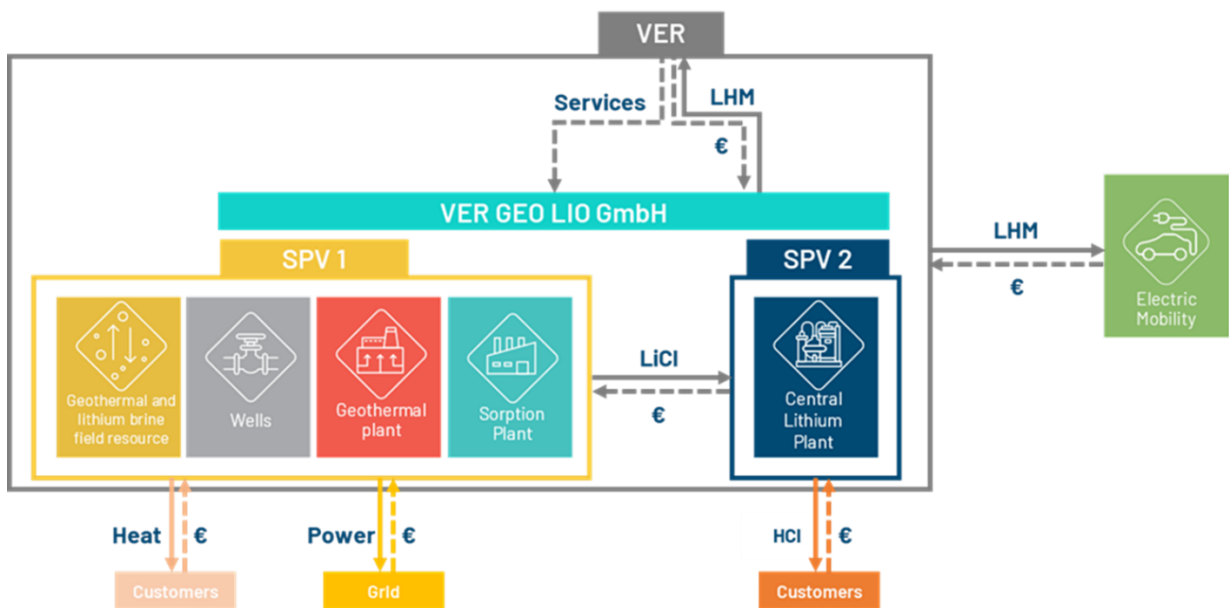 VER
Services
LHM
€
VER GEO LIO GmbH
SPV 1
SPV 2
LHM
€
Electric
Mobility
Geothermal and
lithium brine
field resource
Wells
Geothermal
plant
Sorption
Plant
LiCl
€
Central
Lithium
Plant
Heat
€
Power
€
HCl
€
Customers
Grld
Customers